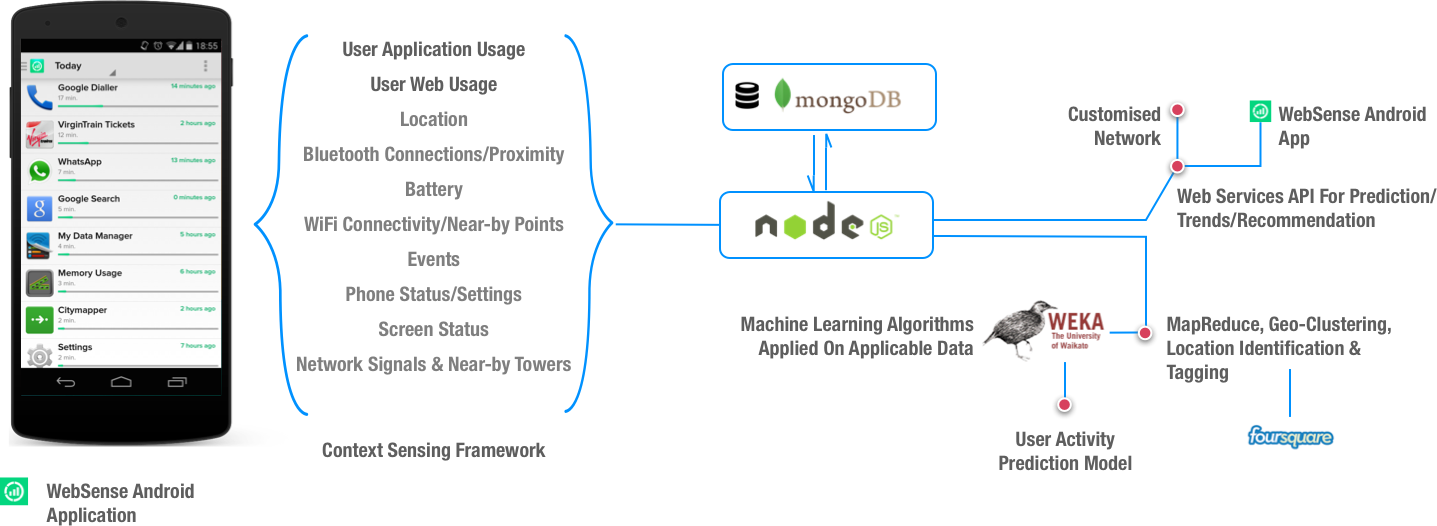 18:55
Today
Google Dialler
14 minutes ago
17 min.
VirginTrain Tickets
2 hours ago
12 min.
WhatsApp
13 minutes ago
7 min.
Google Search
0 minutes ago
5 min.
My Data Manager
5 hours ago
4 min.
Memory Usage
6 hours ago
3 min.
Citymapper
2 hours ago
2 min.
Settings
7 hours ago
2 min.
WebSense Android
Application
User Application Usage
User Web Usage
Location
Bluetooth Connections/Proximity
Battery
WiFi Connectivity/Near-by Points
Events
Phone Status/Settings
Screen Status
Network Signals & Near-by Towers
Context Sensing Framework
mongoDB
node
JS
Customised
Network
WebSense Android
App
Web Services API For Prediction/
Trends/Recommendation
Machine Learning Algorithms
Applied On Applicable Data
WEKA
The University
of Waikato
MapReduce, Geo-Clustering,
Location Identification &
Tagging
User Activity
Prediction Model
foursquare